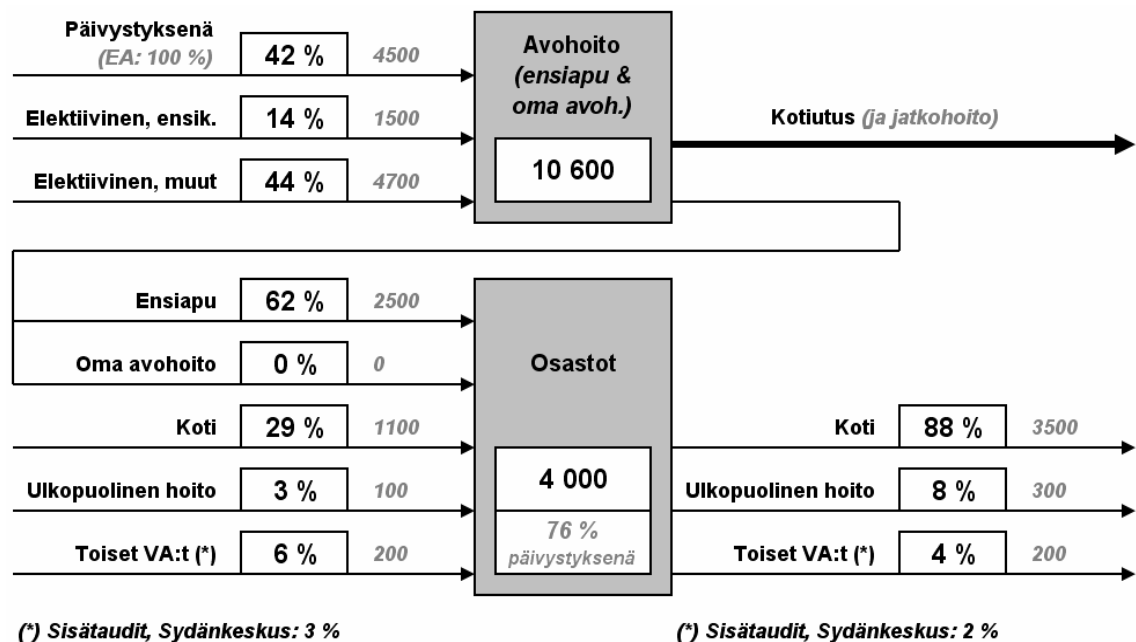 Päivystyksenä
(EA: 100 %)
42 %
4500
Elektiivinen, ensik.
14 %
1500
Elektiivinen, muut
44 %
4700
Avohoito
(ensiapu &
oma avoh.)
10 600
Kotiutus (ja jatkohoito)
Ensiapu
62 %
2500
Oma avohoito
0 %
0
Koti
29 %
1100
Ulkopuolinen hoito
3 %
100
Toiset VA:t (*)
6 %
200
Osastot
4 000
76 %
päivystyksenä
Koti
88 %
3500
Ulkopuolinen hoito
8 %
300
Toiset VA:t (*)
4 %
200
(*) Sisätaudit, Sydänkeskus: 3 %
(*) Sisätaudit, Sydänkeskus: 2 %